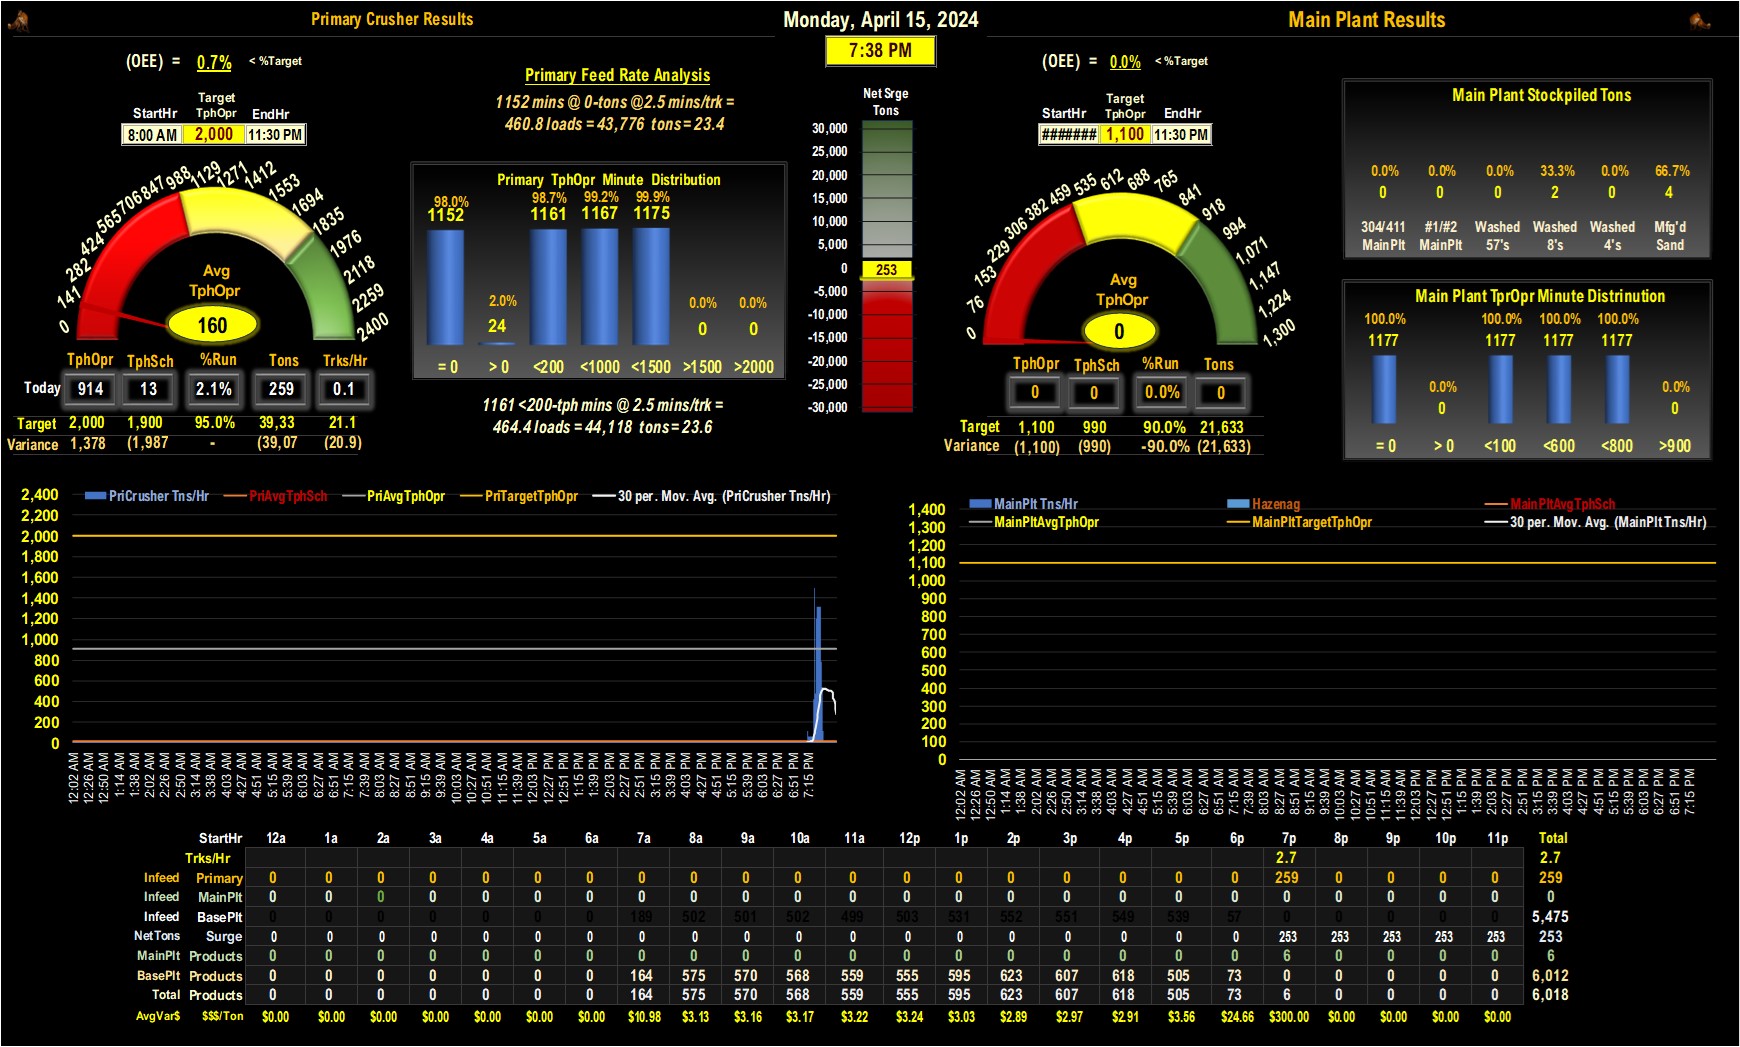 Primary Crusher Results
Monday, April 15, 2024
Main Plant Results
7:38 PM
(OEE) = 0.7% < %Target
StartHr Target TphOpr EndHr
8:00 AM 2,000 11:30 PM
0 141 282 424 565 706 847 988 1129 1271 1412 1553 1694 1835 1976 2118 2259 2400
Avg
TphOpr
160
TphOpr TphSch %Run Tons Trks/Hr
Today 914 13 2.1% 259 0.1
Target 2,000 1,900 95.0% 39,33 21.1
Variance 1,378 (1,987 - (39,07 (20.9)
Primary Feed Rate Analysis
1152 mins @ 0-tons @2.5 mins/trk =
460.8 loads = 43,776 tons = 23.4
Primary TphOpr Minute Distribution
98.0% 98.7% 99.2% 99.9%
1152 1161 1167 1175
2.0% 0.0% 0.0%
24 0 0
= 0 > 0 <200 <1000 <1500 >1500 >2000
1161 <200-tph mins @ 2.5 mins/trk =
464.4 loads = 44,118 tons = 23.6
Net Srge
Tons
30,000
25,000
20,000
15,000
10,000
5,000
0 253
-5,000
-10,000
-15,000
-20,000
-25,000
-30,000
(OEE) = 0.0% < %Target
StartHr Target TphOpr EndHr
####### 1,100 11:30 PM
0 76 153 229 306 382 459 535 612 688 765 841 918 994 1,071 1,147 1,224 1,300
Avg
TphOpr
0
TphOpr TphSch %Run Tons
0 0 0.0% 0
Target 1,100 990 90.0% 21,633
Variance (1,100) (990) -90.0% (21,633)
Main Plant Stockpiled Tons
0.0% 0.0% 0.0% 33.3% 0.0% 66.7%
0 0 0 2 0 4
304/411 #1/#2 Washed Washed Washed Mfg'd
MainPlt MainPlt 57's 8's 4's Sand
Main Plant TprOpr Minute Distrinution
100.0% 100.0% 100.0% 100.0%
1177 1177 1177 1177
0.0% 0.0%
0 0
= 0 > 0 <100 <600 <800 >900
PriCrusher Tns/Hr PriAvgTphSch PriAvgTphOpr PriTargetTphOpr 30 per. Mov. Avg. (PriCrusher Tns/Hr)
2,400
2,200
2,000
1,800
1,600
1,400
1,200
1,000
800
600
400
200
0
12:02 AM 12:26 AM 12:50 AM 1:14 AM 1:38 AM 2:02 AM 2:26 AM 2:50 AM 3:14 AM 3:38 AM 4:03 AM 4:27 AM 4:51 AM 5:15 AM 5:39 AM 6:03 AM 6:27 AM 6:51 AM 7:15 AM 7:39 AM 8:03 AM 8:27 AM 8:51 AM 9:15 AM 9:39 AM 10:03 AM 10:27 AM 10:51 AM 11:15 AM 11:39 AM 12:03 PM 12:27 PM 12:51 PM 1:15 PM 1:39 PM 2:03 PM 2:27 PM 2:51 PM 3:15 PM 3:39 PM 4:03 PM 4:27 PM 4:51 PM 5:15 PM 5:39 PM 6:03 PM 6:27 PM 6:51 PM 7:15 PM
MainPlt Tns/Hr Hazenag MainPltAvgTphSch
MainPltAvgTphOpr MainPltTargetTphOpr 30 per. Mov. Avg. (MainPlt Tns/Hr)
1,400
1,300
1,200
1,100
1,000
900
800
700
600
500
400
300
200
100
0
12:02 AM 12:26 AM 12:50 AM 1:14 AM 1:38 AM 2:02 AM 2:26 AM 2:50 AM 3:14 AM 3:38 AM 4:03 AM 4:27 AM 4:51 AM 5:15 AM 5:39 AM 6:03 AM 6:27 AM 6:51 AM 7:15 AM 7:39 AM 8:03 AM 8:27 AM 8:51 AM 9:15 AM 9:39 AM 10:03 AM 10:27 AM 10:51 AM 11:15 AM 11:39 AM 12:03 PM 12:27 PM 12:51 PM 1:15 PM 1:39 PM 2:03 PM 2:27 PM 2:51 PM 3:15 PM 3:39 PM 4:03 PM 4:27 PM 4:51 PM 5:15 PM 5:39 PM 6:03 PM 6:27 PM 6:51 PM 7:15 PM
StartHr 12a 1a 2a 3a 4a 5a 6a 7a 8a 9a 10a 11a 12p 1p 2p 3p 4p 5p 6p 7p 8p 9p 10p 11p Total
Trks/Hr 2.7 2.7
Infeed Primary 0 0 0 0 0 0 0 0 0 0 0 0 0 0 0 0 0 0 0 259 0 0 0 0 259
Infeed MainPlt 0 0 0 0 0 0 0 0 0 0 0 0 0 0 0 0 0 0 0 0 0 0 0 0 0
Infeed BasePlt 0 0 0 0 0 0 0 189 502 501 502 499 503 531 552 551 549 539 57 0 0 0 0 0 5,475
NetTons Surge 0 0 0 0 0 0 0 0 0 0 0 0 0 0 0 0 0 0 0 253 253 253 253 253 253
MainPlt Products 0 0 0 0 0 0 0 0 0 0 0 0 0 0 0 0 0 0 0 6 0 0 0 0 6
BasePlt Products 0 0 0 0 0 0 0 164 575 570 568 559 555 595 623 607 618 505 73 0 0 0 0 0 6,012
Total Products 0 0 0 0 0 0 0 164 575 570 568 559 555 595 623 607 618 505 73 6 0 0 0 0 6,018
AvgVar$ $$$/Ton $0.00 $0.00 $0.00 $0.00 $0.00 $0.00 $0.00 $10.98 $3.13 $3.16 $3.17 $3.22 $3.24 $3.03 $2.89 $2.97 $2.91 $3.56 $24.66 $300.00 $0.00 $0.00 $0.00 $0.00